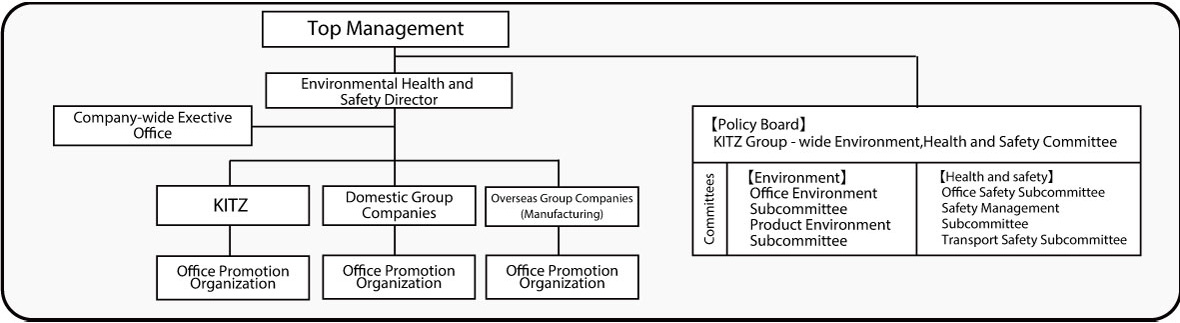 Top Management
Environmental Health and
Safety Director
Company-wide Exective
Office
KITZ
Domestic Group
Companies
Overseas Group Companies
(Manufacturing)
Office Promotion
Organization
Office Promotion
Organization
Office Promotion
Organization
【Policy Board】
KITZ Group - wide Environment,Health and Safety Committee
Committees
【Environment】
Office Environment
Subcommittee
Product Environment
Subcommittee
【Health and safety】
Office Safety Subcommittee
Safety Management
Subcommittee
Transport Safety Subcommittee